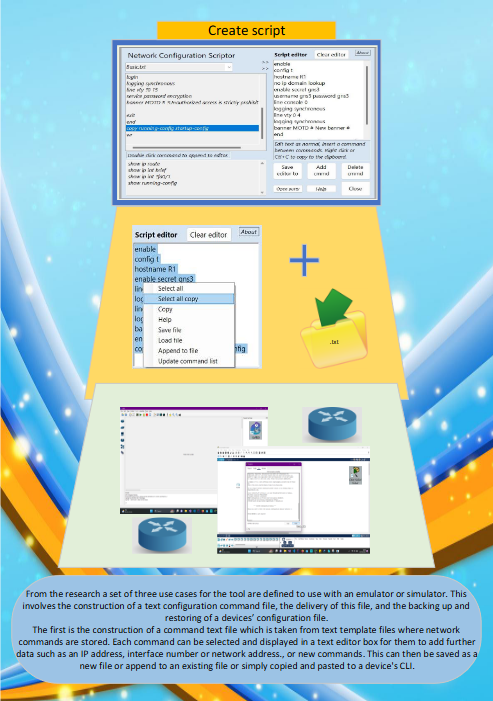 Create script
Network Configuration Scriptor
Basic.txt
login
logging synchronous
line vty 10 15
service password encryption
banner MOTD # !Unauthorized access is strictly prohibit
exit
end
copy running-config startup-config
wr
Double click command to append to editor.
show ip route
show ip int brief
show ip int "fa0/1"
show running-config
>>
>>
Script editor
Clear editor
About
enable
config t
hostname R1
no ip domain lookup
enable secret gns3
username gns3 password gns3
line console 0
logging synchronous
line vty 0 4
logging synchronous
banner MOTD # New banner #
end
Edit text as normal, insert a command
between commands. Right click or
Ctrl+C to copy to the clipboard.
Save editor to
Add cmmd
Delete cmmd
Open script
Help
Close
Script editor
Clear editor
About
enable
config t
hostname R1
enable secret gns3
Select all
Select all copy
Copy
Help
Save file
Load file
Append to file
Update command list
.txt
From the research a set of three use cases for the tool are defined to use with an emulator or simulator. This
involves the construction of a text configuration command file, the delivery of this file, and the backing up and
restoring of a devices' configuration file.
The first is the construction of a command text file which is taken from text template files where network
commands are stored. Each command can be selected and displayed in a text editor box for them to add further
data such as an IP address, interface number or network address., or new commands. This can then be saved as a
new file or append to an existing file or simply copied and pasted to a device's CLI.